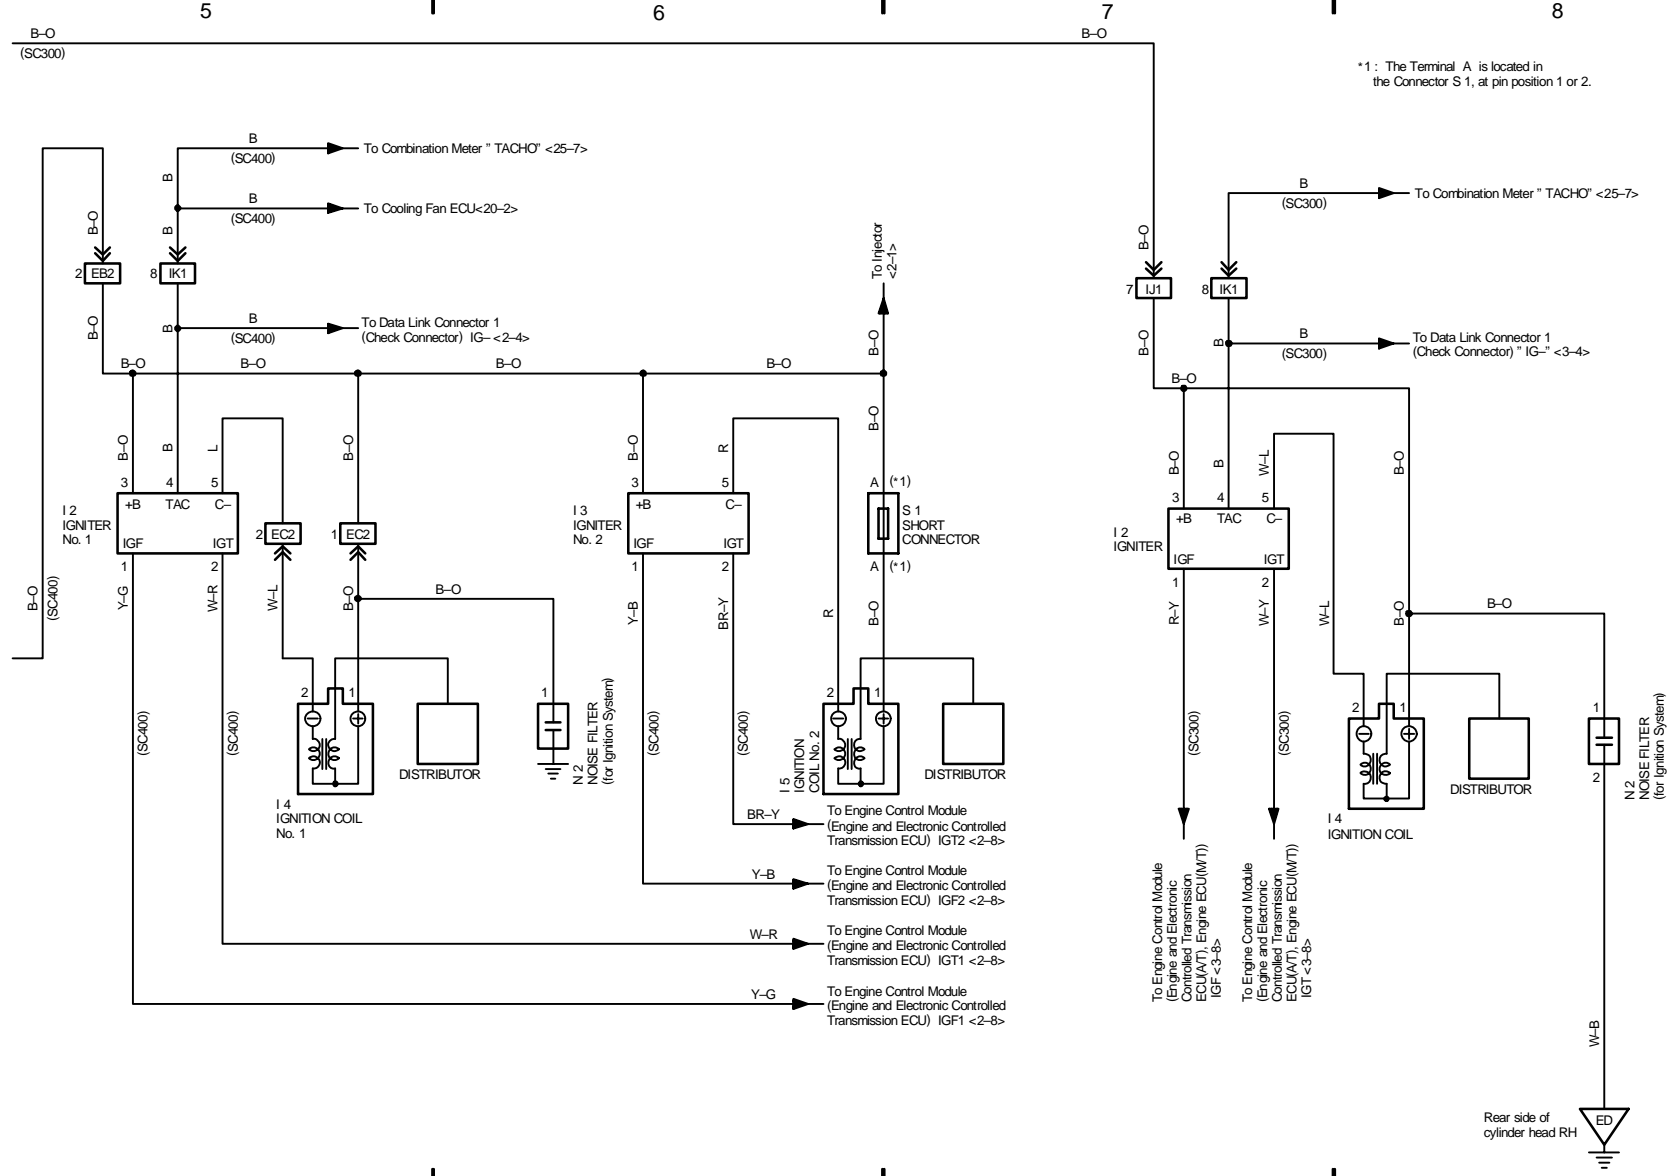 5
6
7
8
B–O
(SC300)
B–O
*1 : The Terminal A is located in
the Connector S 1, at pin position 1 or 2.
B
(SC400)
To Combination Meter ” TACHO” <25–7>
B
B
(SC400)
To Cooling Fan ECU<20–2>
B–O
B
2
EB2
8
IK1
B–O
B
B
(SC400)
To Data Link Connector 1
(Check Connector) IG– <2–4>
To Injector
<2–1>
B–O
B–O
B–O
B–O
B–O
B–O
B
L
B–O
B–O
R
B–O
3
4
5
+B
TAC
C–
IGF
IGT
1
2
I 2
IGNITER
No. 1
2
EC2
1
EC2
3
5
+B
C–
IGF
IGT
1
2
I 3
IGNITER
No. 2
A
(*1)
S 1
SHORT
CONNECTOR
A
(*1)
B–O
(SC400)
Y–G
W–R
W–L
B–O
B–O
Y–B
BR–Y
R
B–O
(SC400)
(SC400)
2
1
I 4
IGNITION COIL
No. 1
DISTRIBUTOR
1
N 2
NOISE FILTER
(for Ignition System)
(SC400)
(SC400)
2
1
I 5
IGNITION
COIL No. 2
DISTRIBUTOR
BR–Y
To Engine Control Module
(Engine and Electronic Controlled
Transmission ECU) IGT2 <2–8>
Y–B
To Engine Control Module
(Engine and Electronic Controlled
Transmission ECU) IGF2 <2–8>
W–R
To Engine Control Module
(Engine and Electronic Controlled
Transmission ECU) IGT1 <2–8>
Y–G
To Engine Control Module
(Engine and Electronic Controlled
Transmission ECU) IGF1 <2–8>
B
(SC300)
To Combination Meter ” TACHO” <25–7>
B–O
7
IJ1
8
IK1
B–O
B
B
(SC300)
To Data Link Connector 1
(Check Connector) ” IG–” <3–4>
B–O
B–O
B
W–L
B–O
3
4
5
+B
TAC
C–
IGF
IGT
1
2
I 2
IGNITER
R–Y
W–Y
W–L
B–O
B–O
(SC300)
(SC300)
2
1
I 4
IGNITION COIL
DISTRIBUTOR
1
2
N 2
NOISE FILTER
(for Ignition System)
To Engine Control Module
(Engine and Electronic
Controlled Transmission
ECU(A/T), Engine ECU(M/T))
IGF <3–8>
To Engine Control Module
(Engine and Electronic
Controlled Transmission
ECU(A/T), Engine ECU(M/T))
IGT <3–8>
W–B
Rear side of
cylinder head RH
ED